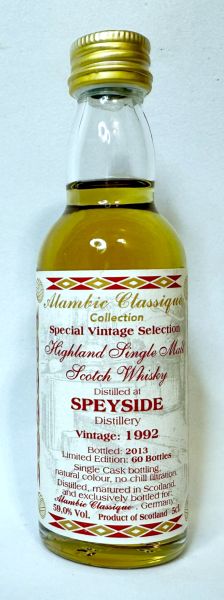 Alambic Classique
Collection
Special Vintage Selection
Highland Single Malt
Scotch Whisky
Distilled at
SPEYSIDE
Distillery
Vintage: 1992
Bottled: 2013
Limited Edition: 60 Bottles
Single Cask bottling,
natural colour, no chill filtration.
Distilled, matured in Scotland
and exclusively bottled for:
Alambic Classique . Germany
59.0% Vol. Product of Scotland 5cl